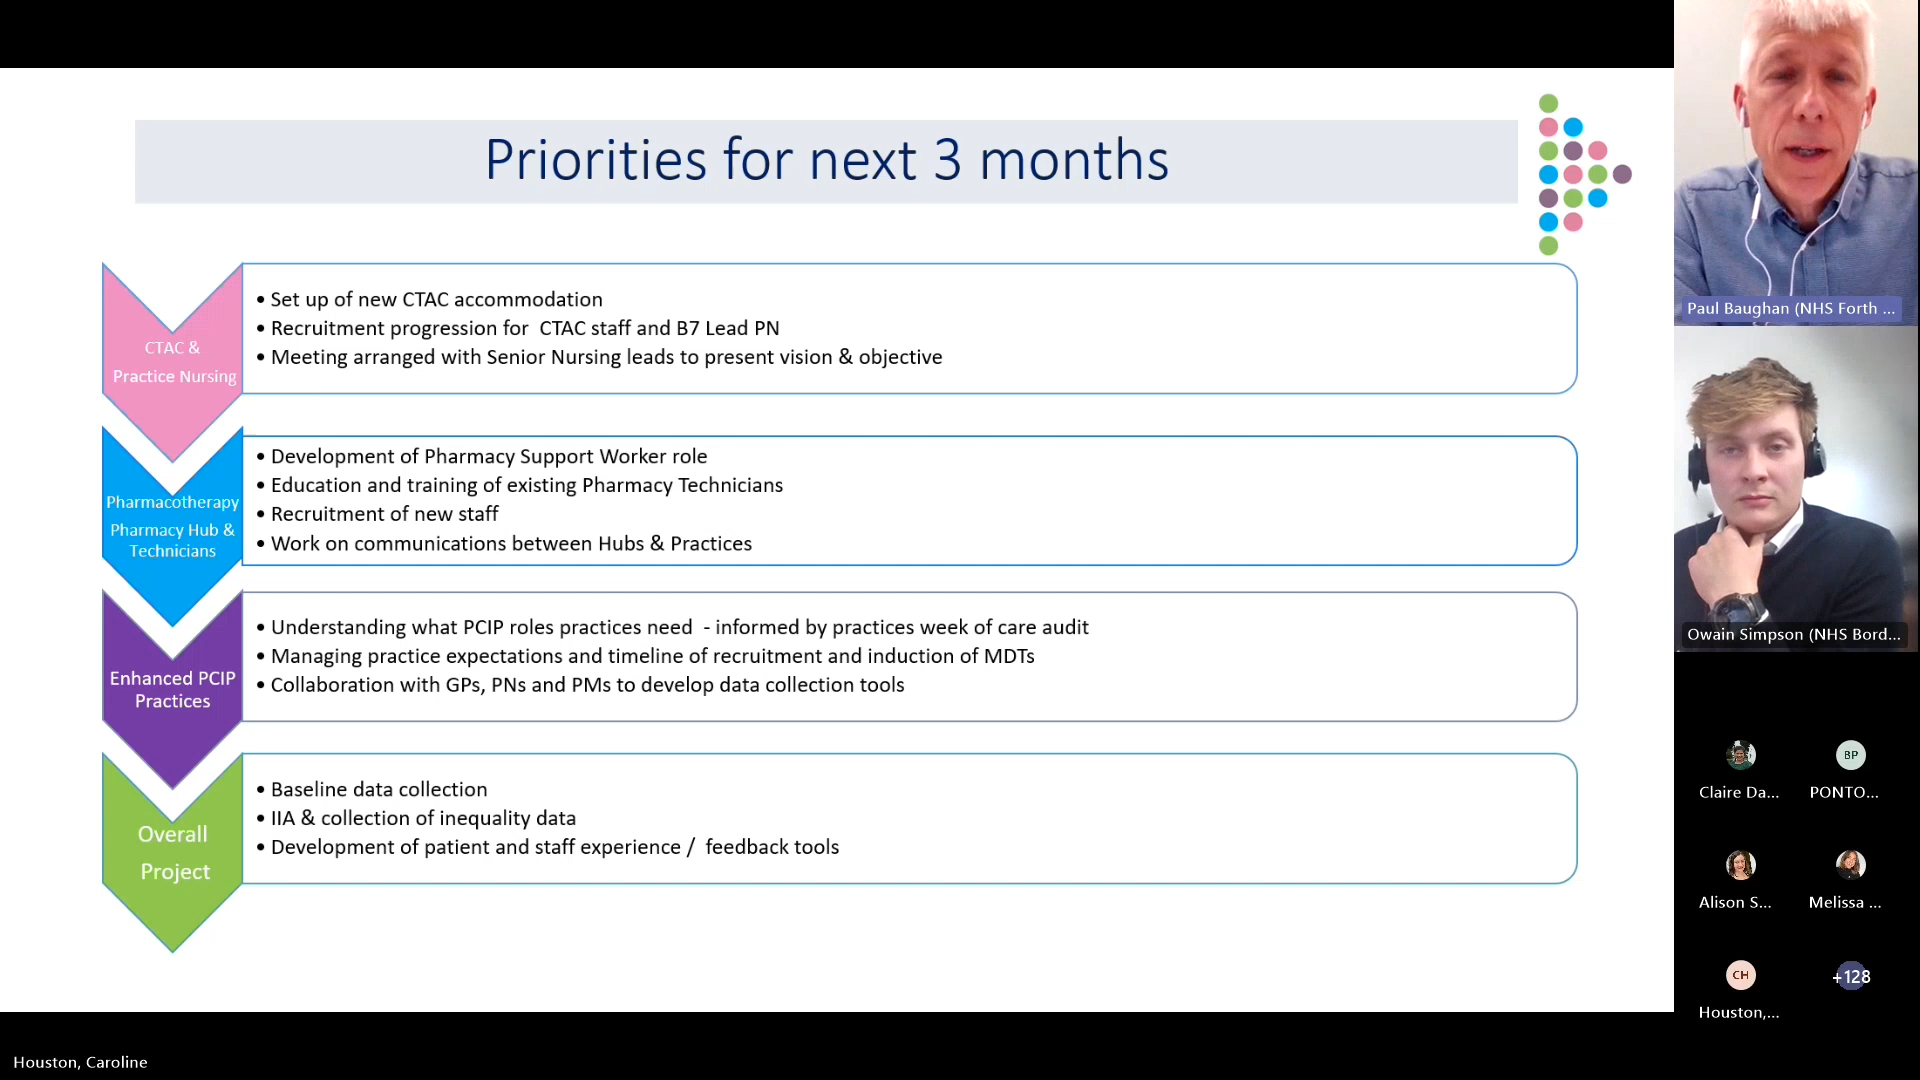 Priorities for next 3 months
CTAC &
Practice Nursing
• Set up of new CTAC accommodation
• Recruitment progression for  CTAC staff and B7 Lead PN
• Meeting arranged with Senior Nursing leads to present vision & objective
Pharmacotherapy
Pharmacy Hub &
Technicians
• Development of Pharmacy Support Worker role
• Education and training of existing Pharmacy Technicians
• Recruitment of new staff
• Work on communications between Hubs & Practices
Enhanced PCIP
Practices
• Understanding what PCIP roles practices need  - informed by practices week of care audit
• Managing practice expectations and timeline of recruitment and induction of MDTs
• Collaboration with GPs, PNs and PMs to develop data collection tools
Overall
Project
• Baseline data collection
• IIA & collection of inequality data
• Development of patient and staff experience /  feedback tools
Paul Baughan (NHS Forth ...
Owain Simpson (NHS Bord...
BP
Claire Da...
PONTO...
Alison S...
Melissa ...
CH
+128
Houston,...
Houston, Caroline